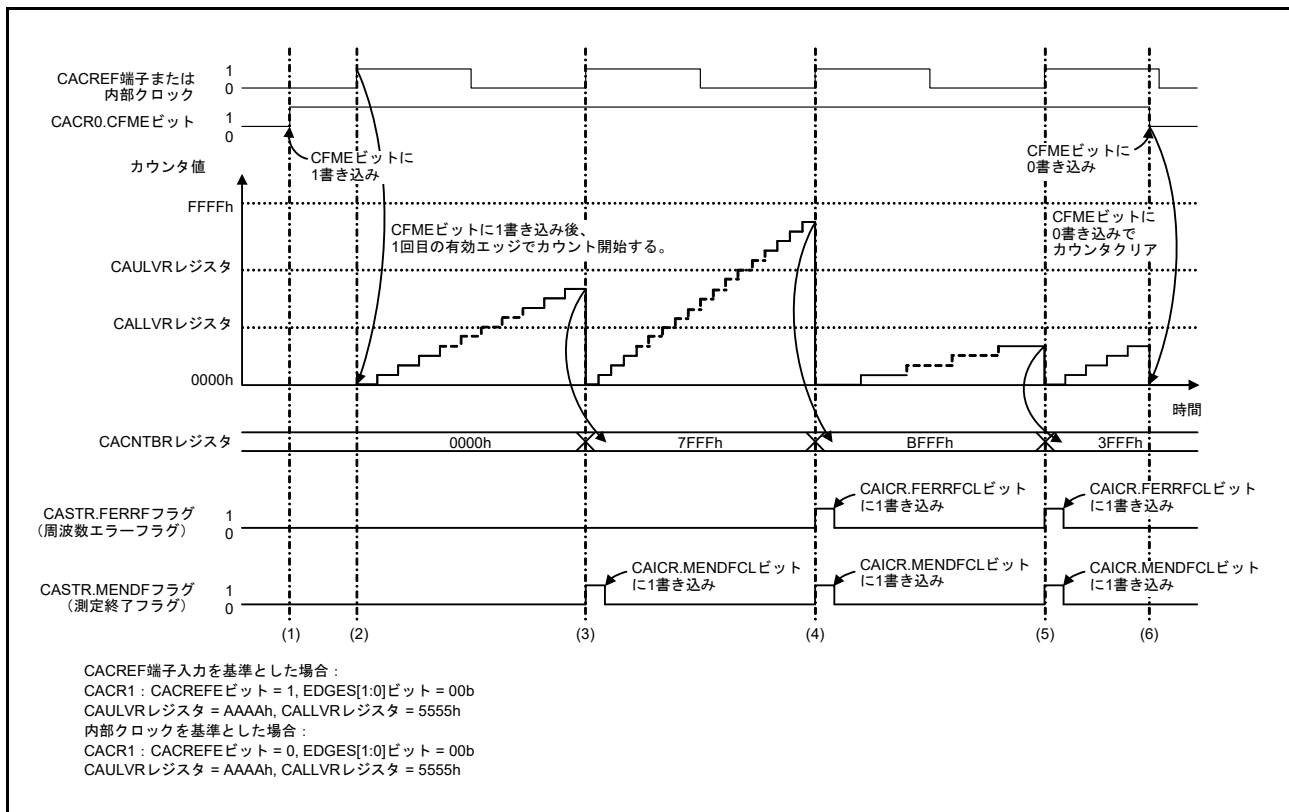 CACREF端子または
内部クロック
1
0
CACR0.CFMEビット
1
0
CFMEビットに
1書き込み
CFMEビットに
0書き込み
カウンタ値
FFFFh
CFMEビットに1書き込み後、
1回目の有効エッジでカウント開始する。
CFMEビットに
0書き込みで
カウンタクリア
CAULVRレジスタ
CALLVRレジスタ
0000h
時間
CACNTBRレジスタ
0000h
7FFFh
BFFFh
3FFFh
CASTR.FERRFフラグ
(周波数エラーフラグ)
1
0
CAICR.FERRFCLビット
に1書き込み
CAICR.FERRFCLビット
に1書き込み
CASTR.MENDFフラグ
(測定終了フラグ)
1
0
CAICR.MENDFCLビット
に1書き込み
CAICR.MENDFCLビット
に1書き込み
CAICR.MENDFCLビット
に1書き込み
(1)
(2)
(3)
(4)
(5)
(6)
CACREF端子入力を基準とした場合：
CACR1：CACREFEビット = 1, EDGES[1:0]ビット = 00b
CAULVRレジスタ = AAAAh, CALLVRレジスタ = 5555h
内部クロックを基準とした場合：
CACR1：CACREFEビット = 0, EDGES[1:0]ビット = 00b
CAULVRレジスタ = AAAAh, CALLVRレジスタ = 5555h